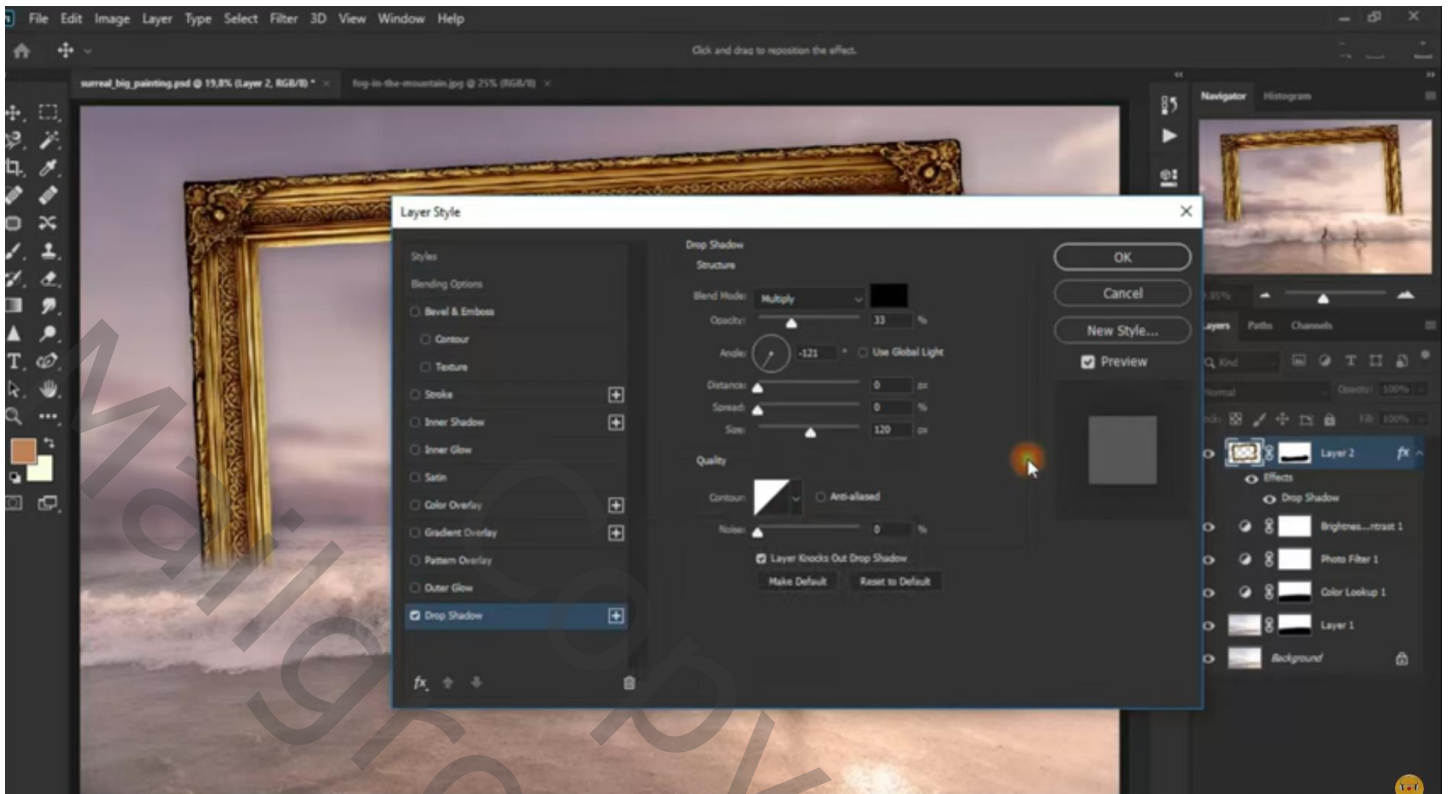 File Edit Image Layer Type Select Filter 3D View Window Help
Click and drag to reposition the effect.
surreal_big_painting.psd @ 19,8% (Layer 2, RGB/8) *
fog-in-the-mountain.jpg @ 25% (RGB/8)
Navigator Histogram
Layer Style
Styles
Blending Options
Bevel & Emboss
Contour
Texture
Stroke
Inner Shadow
Inner Glow
Satin
Color Overlay
Gradient Overlay
Pattern Overlay
Outer Glow
Drop Shadow
fx
Drop Shadow
Structure
Blend Mode: Multiply
Opacity: 33 %
Angle: -121 ° Use Global Light
Distance: 0 px
Spread: 0 %
Size: 120 px
Quality
Contour: Anti-aliased
Noise: 0 %
Layer Knocks Out Drop Shadow
Make Default Reset to Default
OK
Cancel
New Style...
Preview
Paths Channels
Kind
Opacity: 100%
Fill: 100%
Layer 2 fx
Effects
Drop Shadow
Brightnes...ntrast 1
Photo Filter 1
Color Lookup 1
Layer 1
Background
Copy